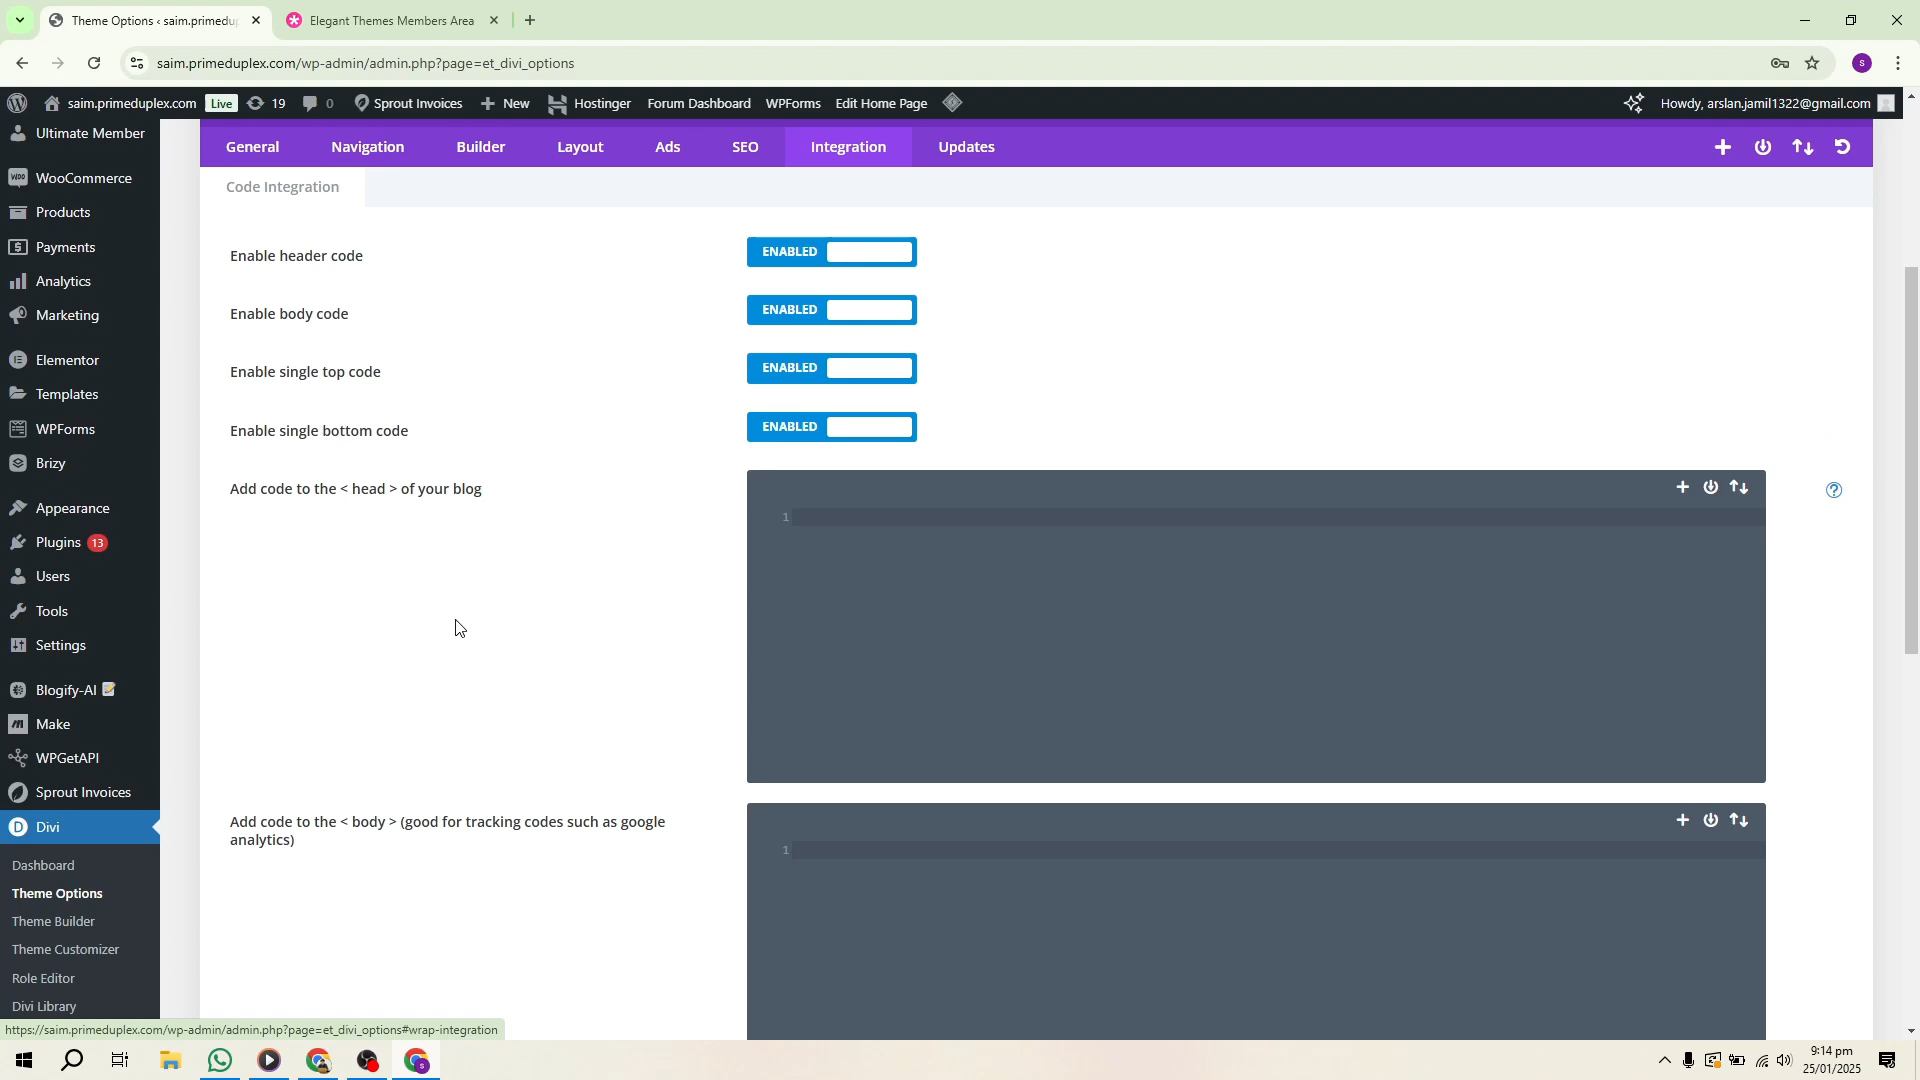 Theme Options ‹ saim.primedup
Elegant Themes Members Area
saim.primeduplex.com/wp-admin/admin.php?page=et_divi_options
S
saim.primeduplex.com
Live
19
0
Sprout Invoices
New
Hostinger
Forum Dashboard
WPForms
Edit Home Page
Howdy, arslan.jamil1322@gmail.com
Ultimate Member
WooCommerce
Products
Payments
Analytics
Marketing
Elementor
Templates
WPForms
Brizy
Appearance
Plugins 13
Users
Tools
Settings
Blogify-AI
Make
WPGetAPI
Sprout Invoices
Divi
Dashboard
Theme Options
Theme Builder
Theme Customizer
Role Editor
Divi Library
General
Navigation
Builder
Layout
Ads
SEO
Integration
Updates
Code Integration
Enable header code
ENABLED
Enable body code
ENABLED
Enable single top code
ENABLED
Enable single bottom code
ENABLED
Add code to the < head > of your blog
1
Add code to the < body > (good for tracking codes such as google
analytics)
1
https://saim.primeduplex.com/wp-admin/admin.php?page=et_divi_options#wrap-integration
9:14 pm
25/01/2025